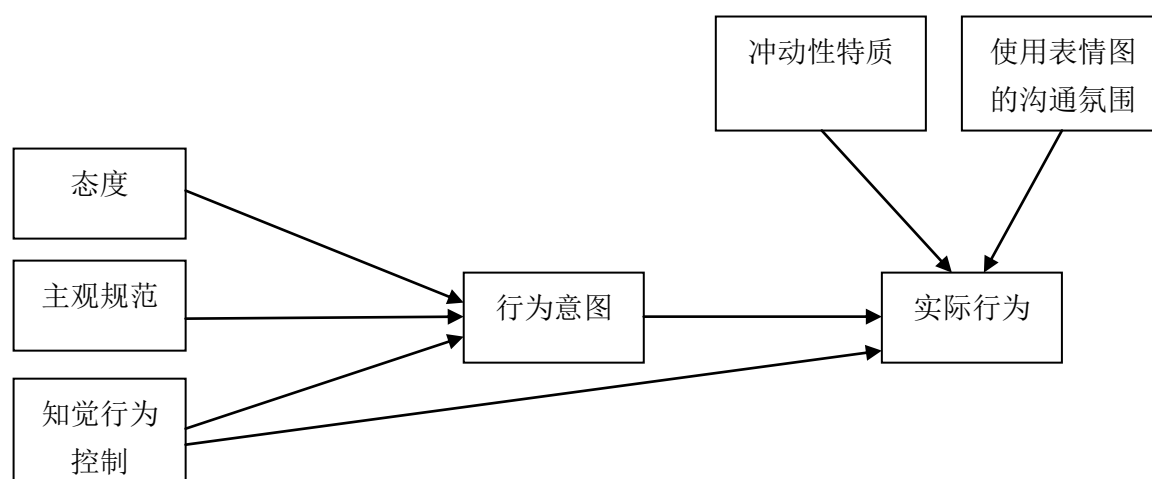 冲动性特质
使用表情图
的沟通氛围
态度
主观规范
行为意图
实际行为
知觉行为
控制